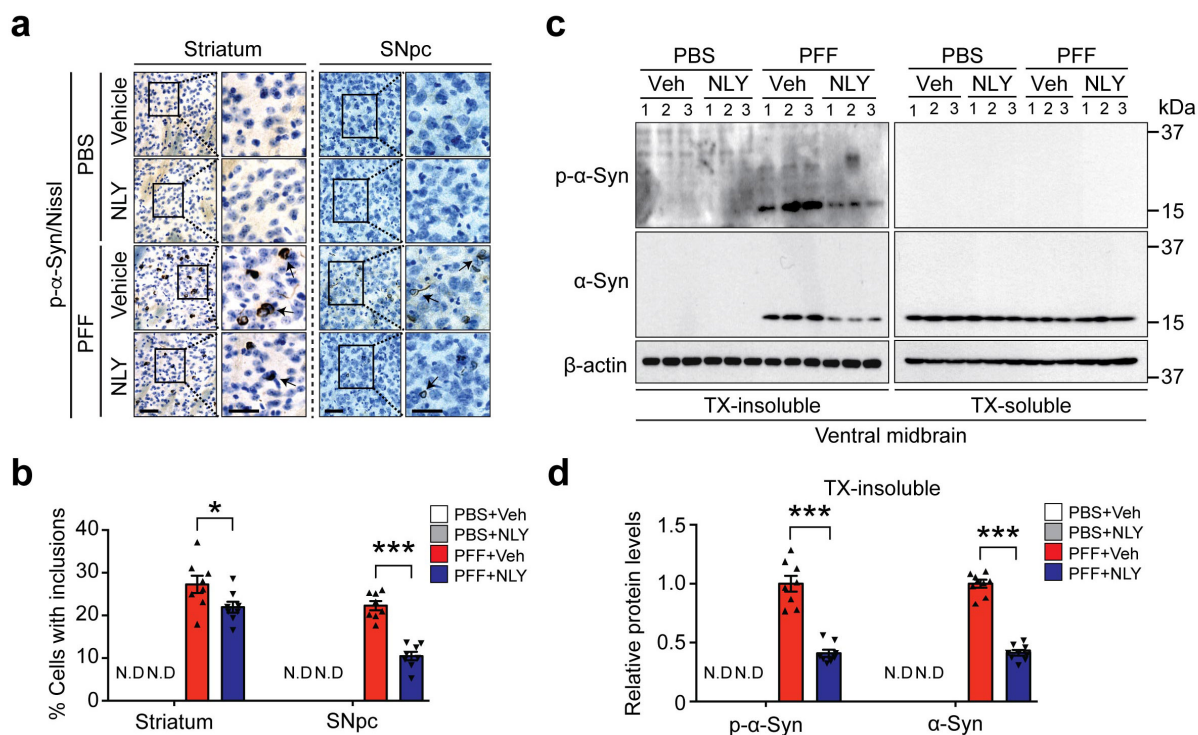 a
Striatum
SNpc
p-α-Syn/Nissl
PBS
PFF
Vehicle
NLY
Vehicle
NLY
b
% Cells with inclusions
40
30
20
10
0
*
***
N.D N.D
N.D N.D
Striatum
SNpc
PBS+Veh
PBS+NLY
PFF+Veh
PFF+NLY
c
PBS PFF PBS PFF
Veh NLY Veh NLY Veh NLY Veh NLY
1 2 3 1 2 3 1 2 3 1 2 3 1 2 3 1 2 3 1 2 3 1 2 3
kDa
p-α-Syn
37
15
α-Syn
37
15
β-actin
37
TX-insoluble
TX-soluble
Ventral midbrain
d
TX-insoluble
Relative protein levels
1.5
1.0
0.5
0
***
***
N.D N.D
N.D N.D
p-α-Syn
α-Syn
PBS+Veh
PBS+NLY
PFF+Veh
PFF+NLY